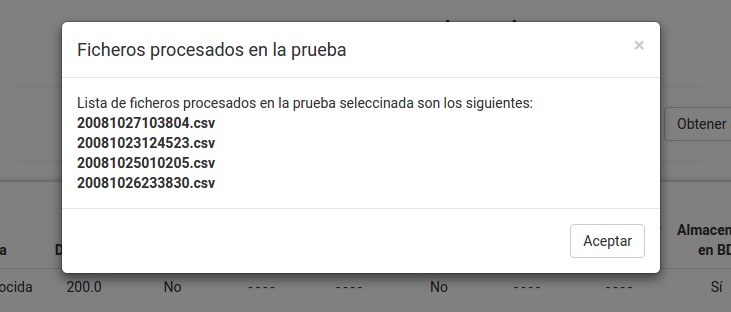 Ficheros procesados en la prueba
×
Lista de ficheros procesados en la prueba seleccinada son los siguientes:
20081027103804.csv
20081023124523.csv
20081025010205.csv
20081026233830.csv
Aceptar
Obtener
Almacen
a D en BD
ocida 200.0 No ---- ---- No ---- ---- Sí